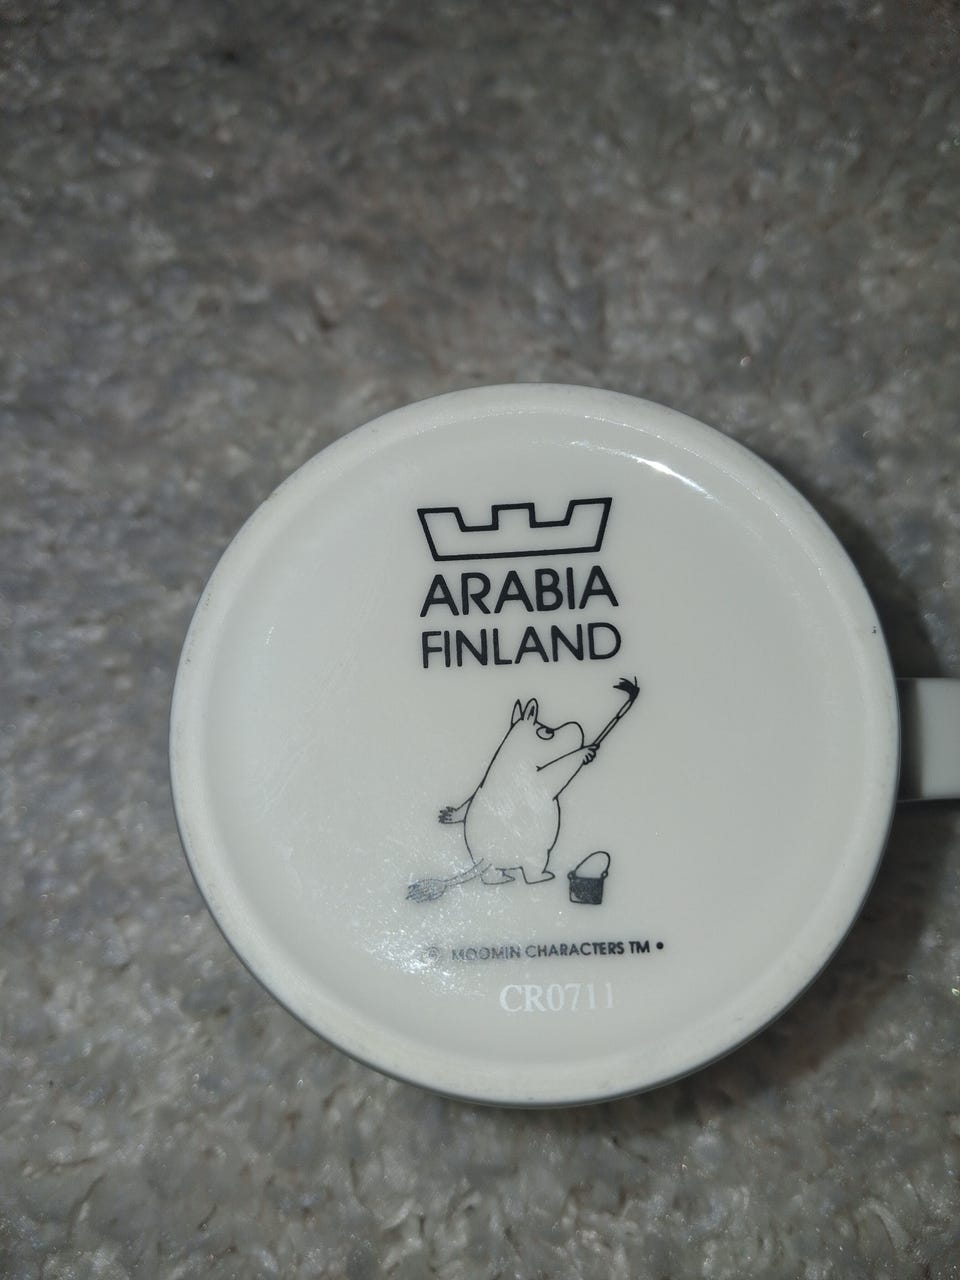 ARABIA
FINLAND
© MOOMIN CHARACTERS TM •
CR0711